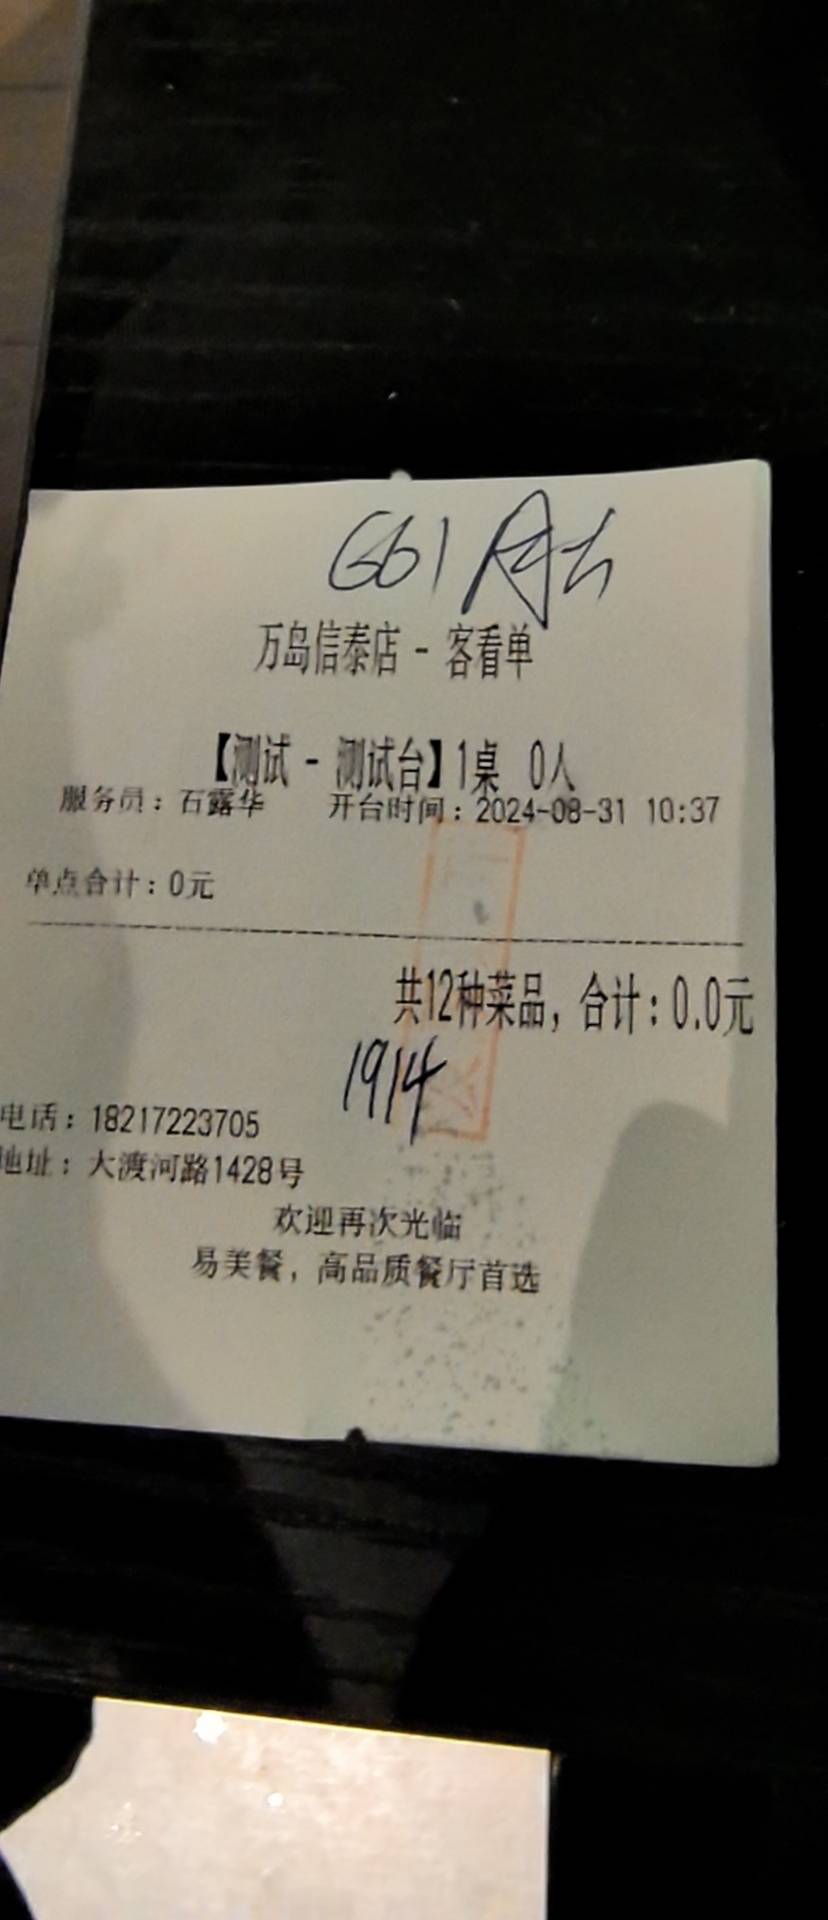 661
万岛信泰店 - 客看单
【测试 - 测试台】1桌 0人
服务员：石露华 开台时间：2024-08-31 10:37
单点合计：0元
共12种菜品，合计：0.0元
1914
电话：18217223705
地址：大渡河路1428号
欢迎再次光临
易美餐，高品质餐厅首选